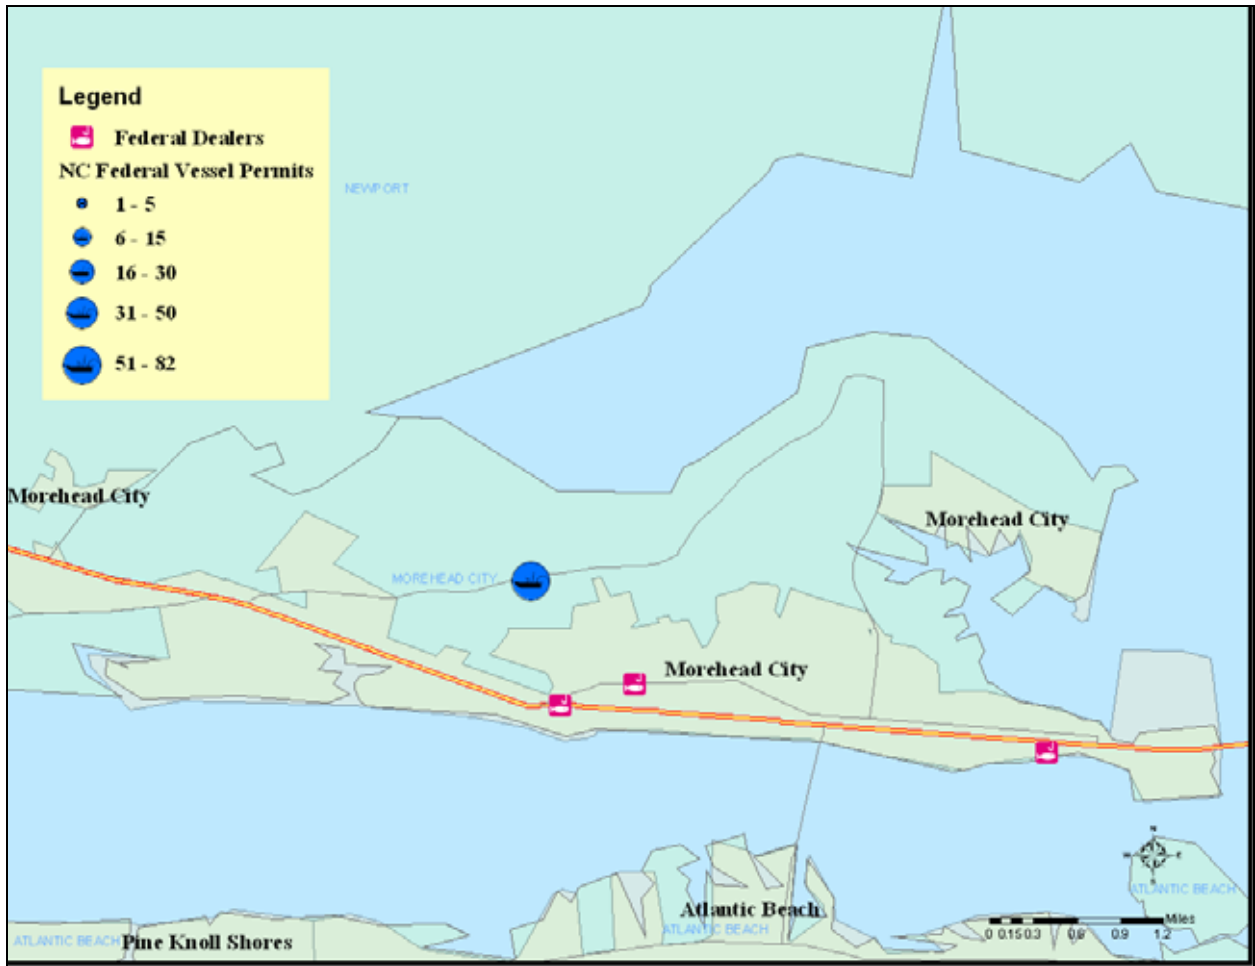 Legend
Federal Dealers
NC Federal Vessel Permits
1 - 5
6 - 15
16 - 30
31 - 50
51 - 82
NEWPORT
Morehead City
Morehead City
MOREHEAD CITY
Morehead City
N
W E
S
ATLANTIC BEACH
Atlantic Beach
ATLANTIC BEACH
Miles
0 0.15 0.3 0.6 0.9 1.2
ATLANTIC BEACH
Pine Knoll Shores